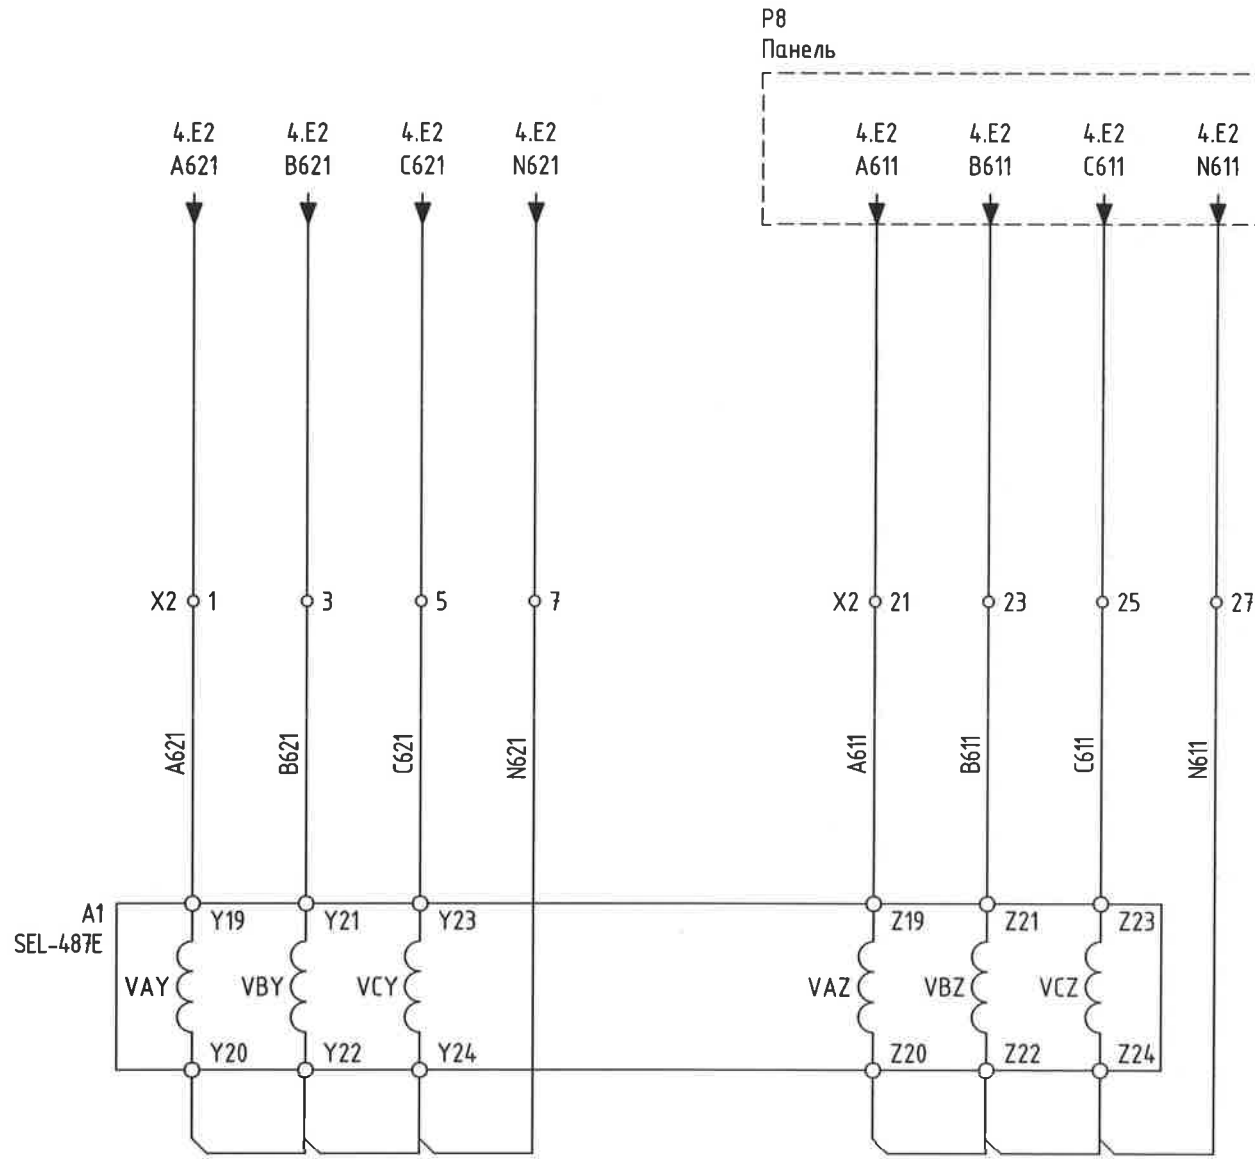 P8
Панель
4.E2 4.E2 4.E2 4.E2 4.E2 4.E2 4.E2 4.E2
A621 B621 C621 N621 A611 B611 C611 N611
X2 1 3 5 7 X2 21 23 25 27
A621 B621 C621 N621 A611 B611 C611 N611
A1 Y19 Y21 Y23 Z19 Z21 Z23
SEL-487E
VAY VBY VCY VAZ VBZ VCZ
Y20 Y22 Y24 Z20 Z22 Z24